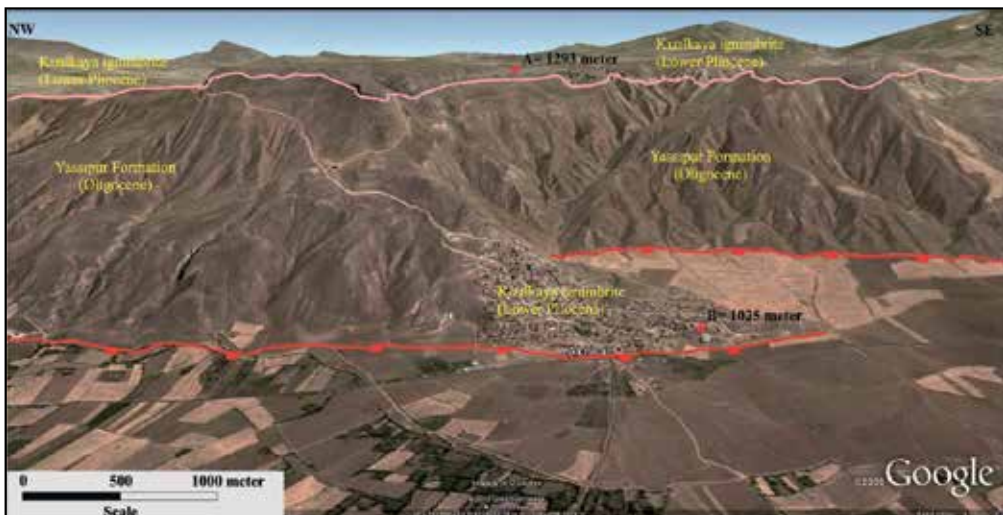 NW
SE
Kızılkaya ignimbrite
(Lower Pliocene)
A= 1293 meter
Kızılkaya ignimbrite
(Lower Pliocene)
Yassıpur Formation
(Oligocene)
Yassıpur Formation
(Oligocene)
Kızılkaya ignimbrite
(Lower Pliocene)
B= 1025 meter
0 500 1000 meter
Scale
Google